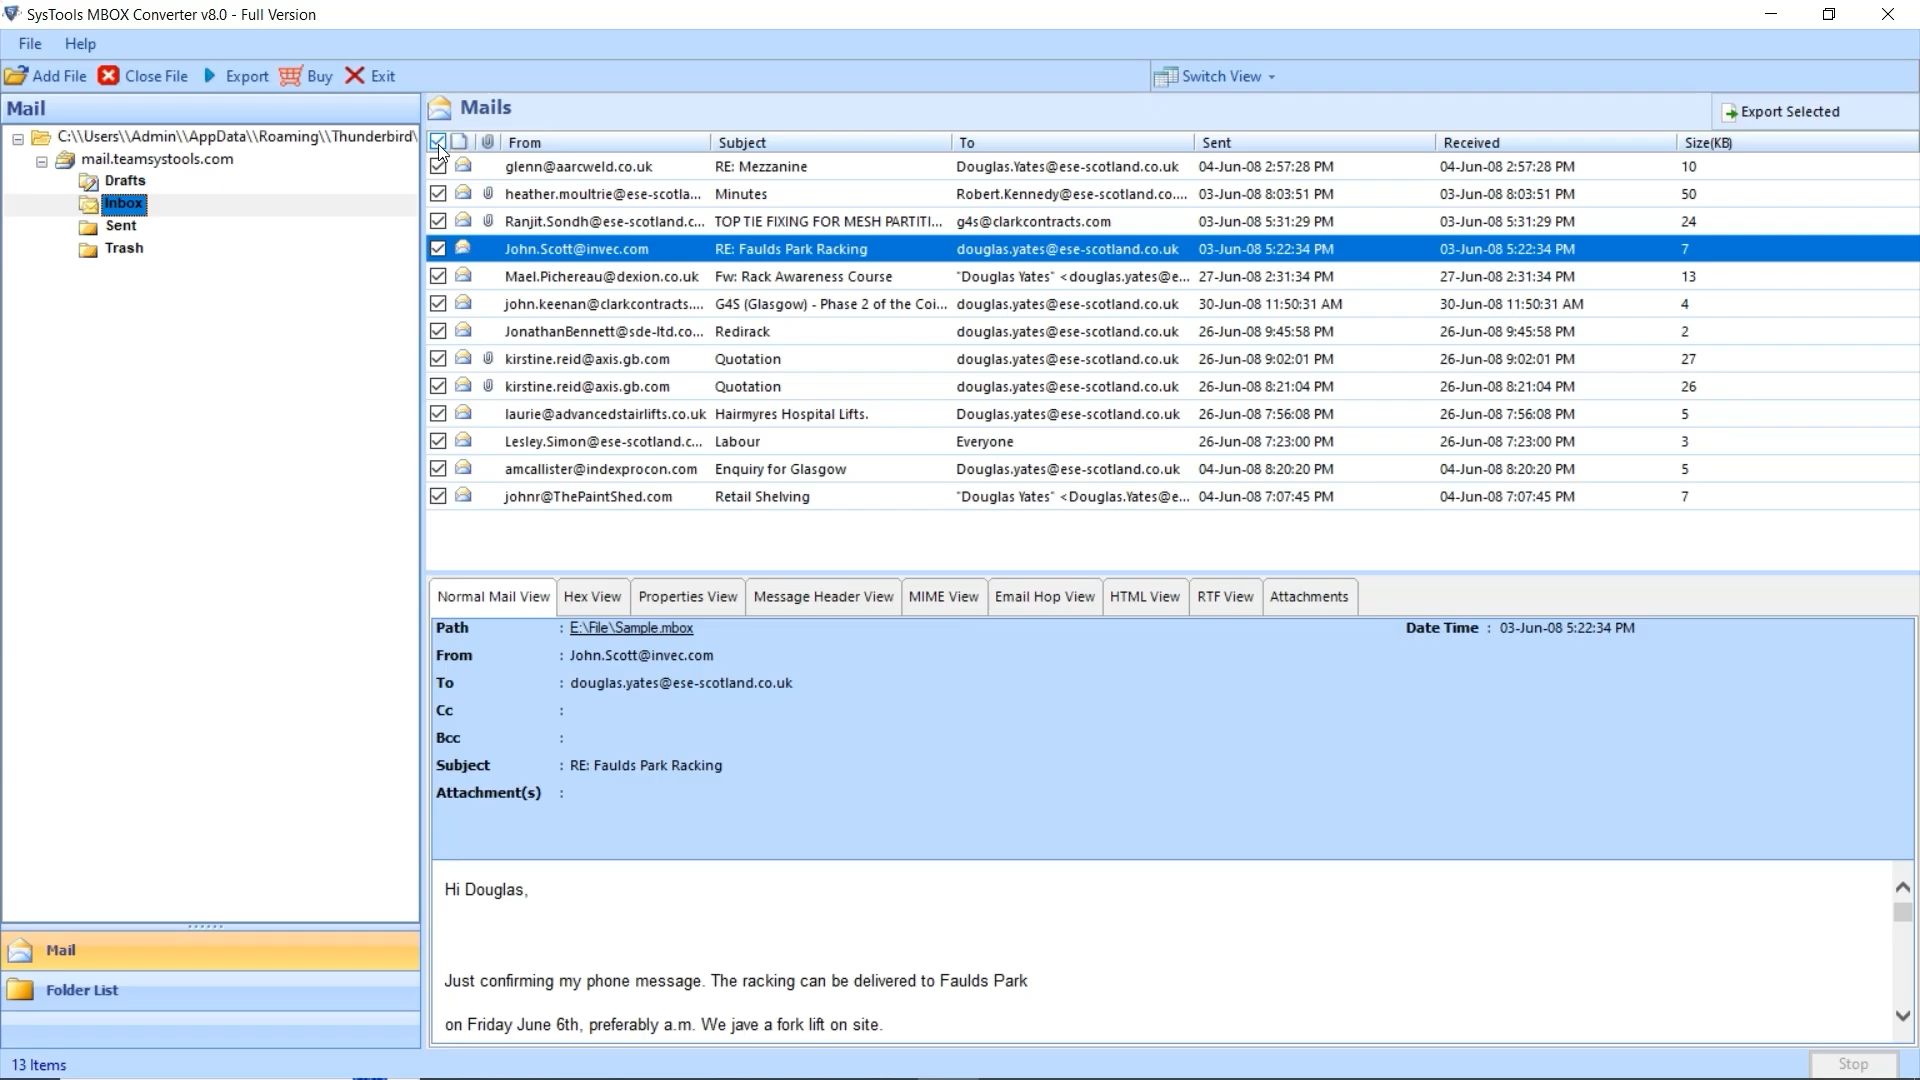 SysTools MBOX Converter v8.0 - Full Version
File Help
Add File Close File Export Buy Exit Switch View
Mail
C:\\Users\\Admin\\AppData\\Roaming\\Thunderbird\
mail.teamsystools.com
Drafts
Inbox
Sent
Trash
Mails
Export Selected
From Subject To Sent Received Size(KB)
glenn@aarcweld.co.uk RE: Mezzanine Douglas.Yates@ese-scotland.co.uk 04-Jun-08 2:57:28 PM 04-Jun-08 2:57:28 PM 10
heather.moultrie@ese-scotla... Minutes Robert.Kennedy@ese-scotland.co.... 03-Jun-08 8:03:51 PM 03-Jun-08 8:03:51 PM 50
Ranjit.Sondh@ese-scotland.c... TOP TIE FIXING FOR MESH PARTITI... g4s@clarkcontracts.com 03-Jun-08 5:31:29 PM 03-Jun-08 5:31:29 PM 24
John.Scott@invec.com RE: Faulds Park Racking douglas.yates@ese-scotland.co.uk 03-Jun-08 5:22:34 PM 03-Jun-08 5:22:34 PM 7
Mael.Pichereau@dexion.co.uk Fw: Rack Awareness Course "Douglas Yates" <douglas.yates@e... 27-Jun-08 2:31:34 PM 27-Jun-08 2:31:34 PM 13
john.keenan@clarkcontracts.... G4S (Glasgow) - Phase 2 of the Coi... douglas.yates@ese-scotland.co.uk 30-Jun-08 11:50:31 AM 30-Jun-08 11:50:31 AM 4
JonathanBennett@sde-ltd.co... Redirack douglas.yates@ese-scotland.co.uk 26-Jun-08 9:45:58 PM 26-Jun-08 9:45:58 PM 2
kirstine.reid@axis.gb.com Quotation douglas.yates@ese-scotland.co.uk 26-Jun-08 9:02:01 PM 26-Jun-08 9:02:01 PM 27
kirstine.reid@axis.gb.com Quotation douglas.yates@ese-scotland.co.uk 26-Jun-08 8:21:04 PM 26-Jun-08 8:21:04 PM 26
laurie@advancedstairlifts.co.uk Hairmyres Hospital Lifts. Douglas.yates@ese-scotland.co.uk 26-Jun-08 7:56:08 PM 26-Jun-08 7:56:08 PM 5
Lesley.Simon@ese-scotland.c... Labour Everyone 26-Jun-08 7:23:00 PM 26-Jun-08 7:23:00 PM 3
amcallister@indexprocon.com Enquiry for Glasgow Douglas.yates@ese-scotland.co.uk 04-Jun-08 8:20:20 PM 04-Jun-08 8:20:20 PM 5
johnr@ThePaintShed.com Retail Shelving "Douglas Yates" <Douglas.Yates@e... 04-Jun-08 7:07:45 PM 04-Jun-08 7:07:45 PM 7
Normal Mail View Hex View Properties View Message Header View MIME View Email Hop View HTML View RTF View Attachments
Path : E:\File\Sample.mbox Date Time : 03-Jun-08 5:22:34 PM
From : John.Scott@invec.com
To : douglas.yates@ese-scotland.co.uk
Cc :
Bcc :
Subject : RE: Faulds Park Racking
Attachment(s) :
Hi Douglas,
Just confirming my phone message. The racking can be delivered to Faulds Park
on Friday June 6th, preferably a.m. We jave a fork lift on site.
Mail
Folder List
13 Items
Stop